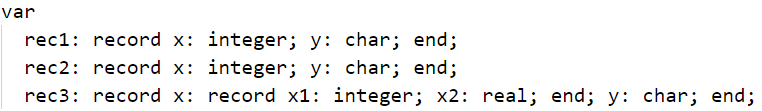 var
rec1: record x: integer; y: char; end;
rec2: record x: integer; y: char; end;
rec3: record x: record x1: integer; x2: real; end; y: char; end;